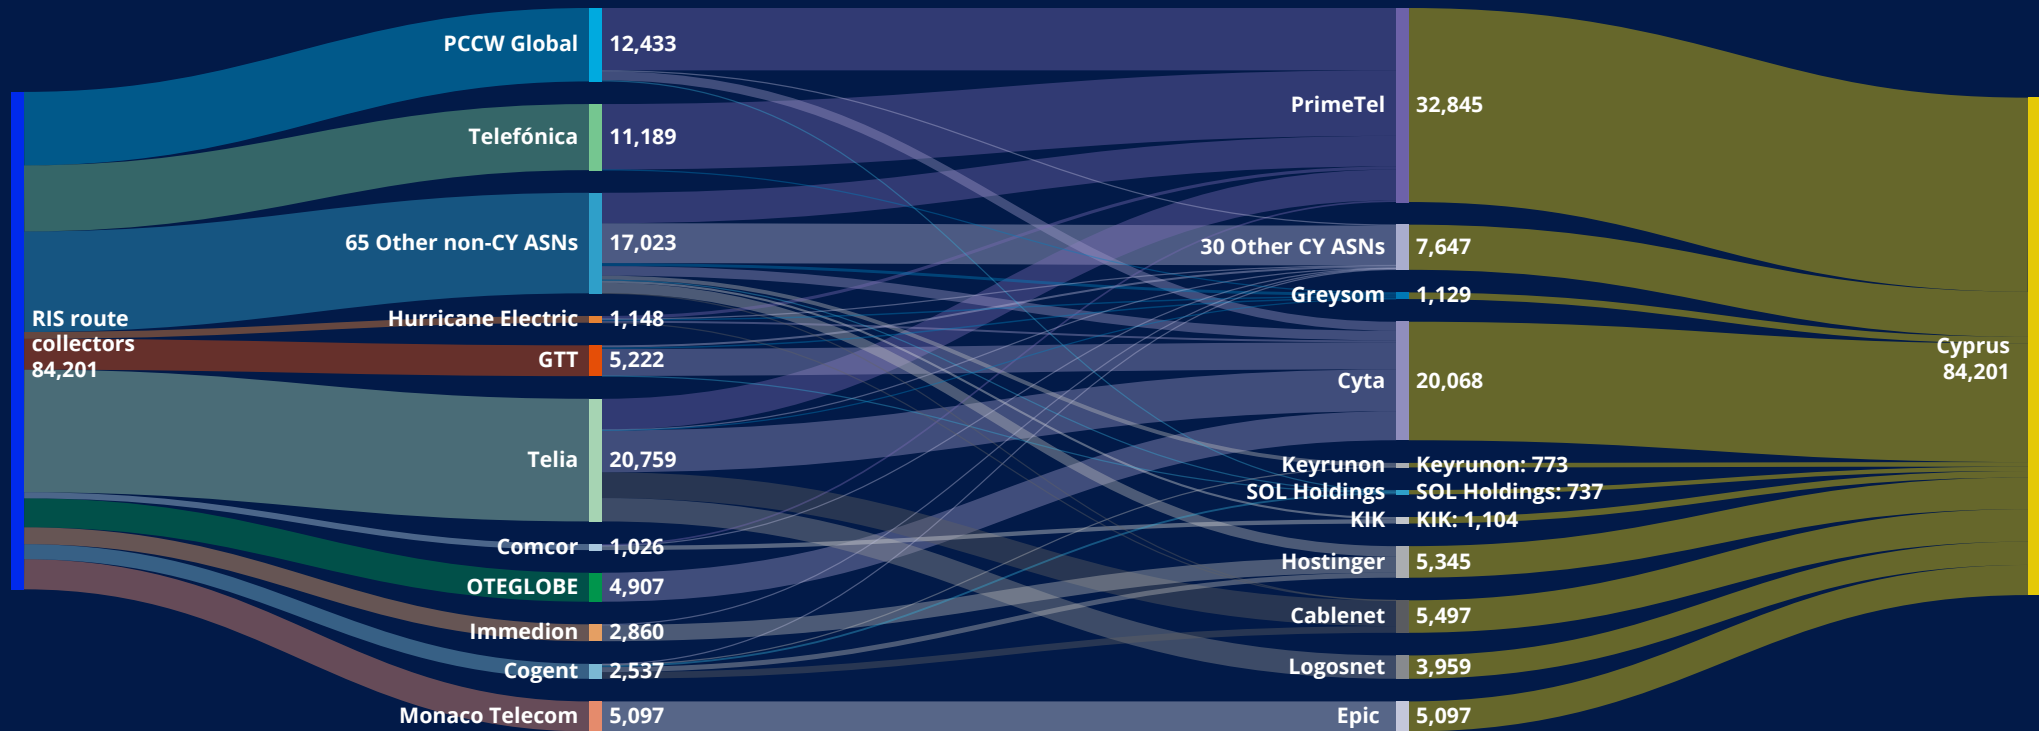 RIS route
collectors
84,201
PCCW Global 12,433
Telefónica 11,189
65 Other non-CY ASNs 17,023
Hurricane Electric 1,148
GTT 5,222
Telia 20,759
Comcor 1,026
OTEGLOBE 4,907
Immedion 2,860
Cogent 2,537
Monaco Telecom 5,097
PrimeTel 32,845
30 Other CY ASNs 7,647
Greysom 1,129
Cyta 20,068
Keyrunon Keyrunon: 773
SOL Holdings SOL Holdings: 737
KIK KIK: 1,104
Hostinger 5,345
Cablenet 5,497
Logosnet 3,959
Epic 5,097
Cyprus
84,201